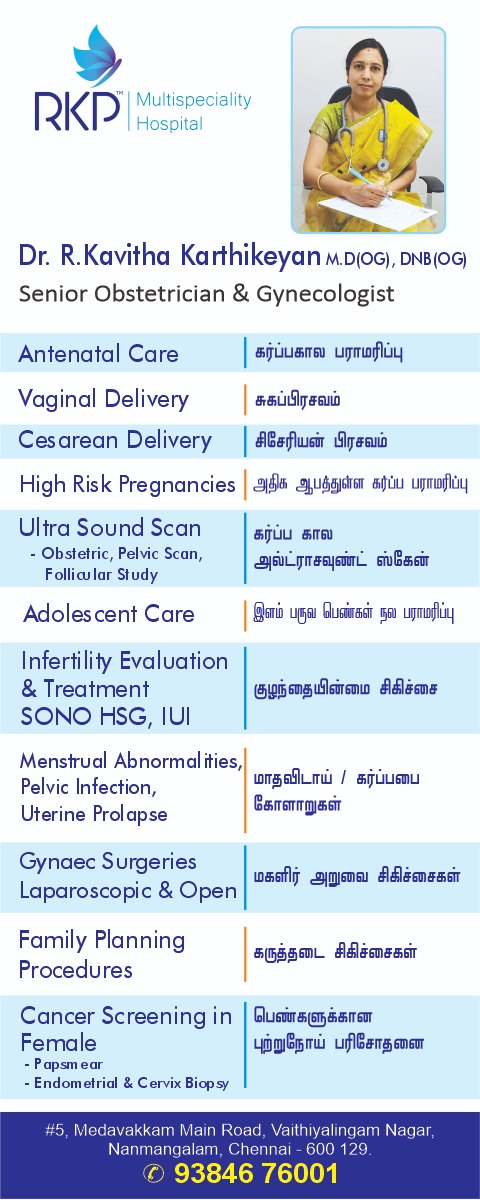 RKP™ Multispeciality
Hospital
Dr. R.Kavitha Karthikeyan M.D(OG), DNB(OG)
Senior Obstetrician & Gynecologist
Antenatal Care
கர்ப்பகால பராமரிப்பு
Vaginal Delivery
சுகப்பிரசவம்
Cesarean Delivery
சிசேரியன் பிரசவம்
High Risk Pregnancies
அதிக ஆபத்துள்ள கர்ப்ப பராமரிப்பு
Ultra Sound Scan
- Obstetric, Pelvic Scan,
Follicular Study
கர்ப்ப கால
அல்ட்ராசவுண்ட் ஸ்கேன்
Adolescent Care
இளம் பருவ பெண்கள் நல பராமரிப்பு
Infertility Evaluation
& Treatment
SONO HSG, IUI
குழந்தையின்மை சிகிச்சை
Menstrual Abnormalities,
Pelvic Infection,
Uterine Prolapse
மாதவிடாய் / கர்ப்பபை
கோளாறுகள்
Gynaec Surgeries
Laparoscopic & Open
மகளிர் அறுவை சிகிச்சைகள்
Family Planning
Procedures
கருத்தடை சிகிச்சைகள்
Cancer Screening in
Female
- Papsmear
- Endometrial & Cervix Biopsy
பெண்களுக்கான
புற்றுநோய் பரிசோதனை
#5, Medavakkam Main Road, Vaithiyalingam Nagar,
Nanmangalam, Chennai - 600 129.
✆ 93846 76001